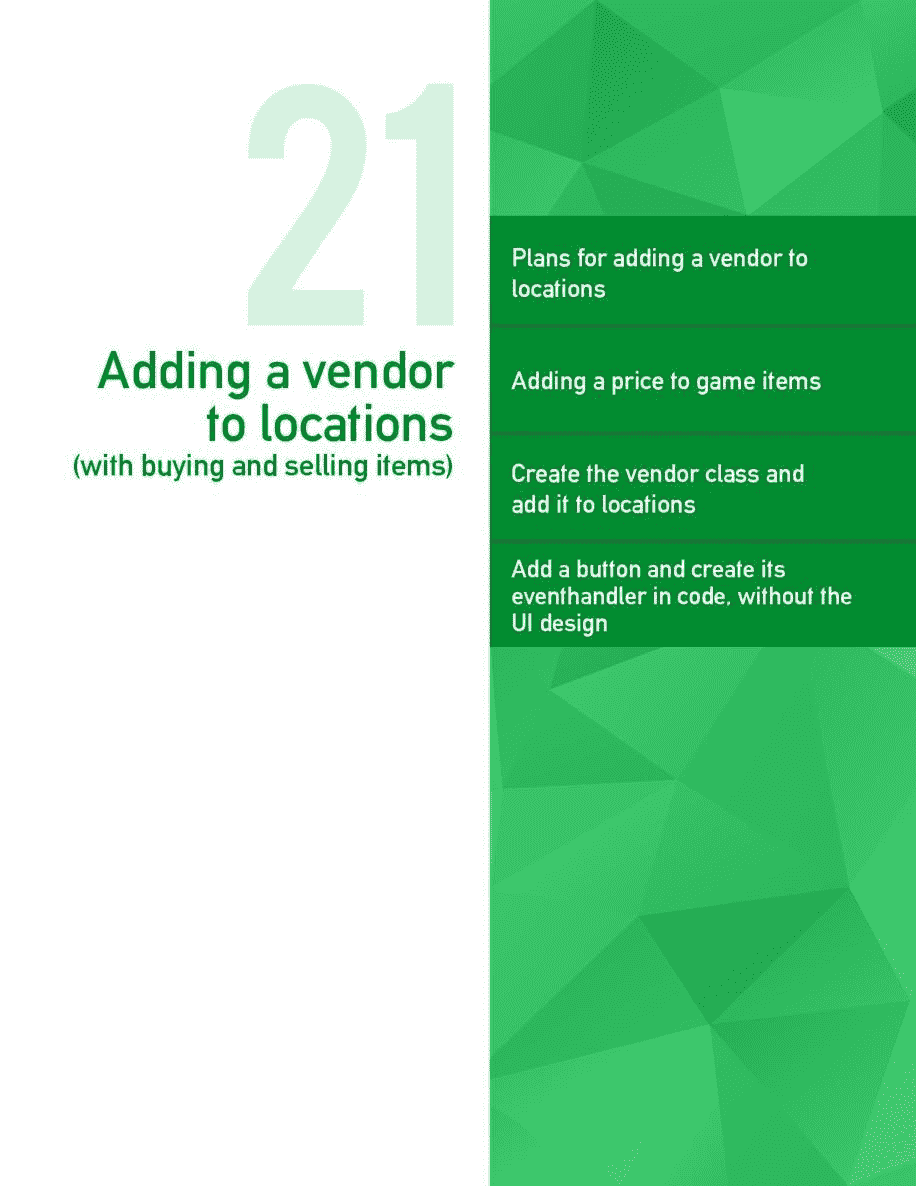 21
Adding a vendor
to locations
(with buying and selling items)
Plans for adding a vendor to
locations
Adding a price to game items
Create the vendor class and
add it to locations
Add a button and create its
eventhandler in code, without the
UI design